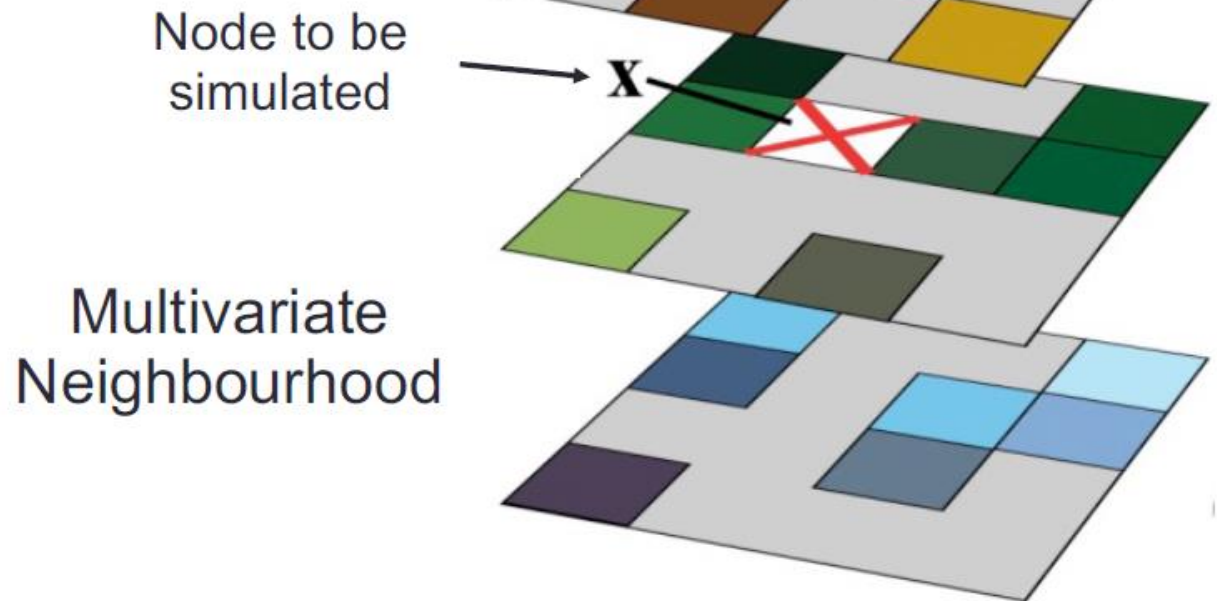 Node to be
simulated
x
Multivariate
Neighbourhood